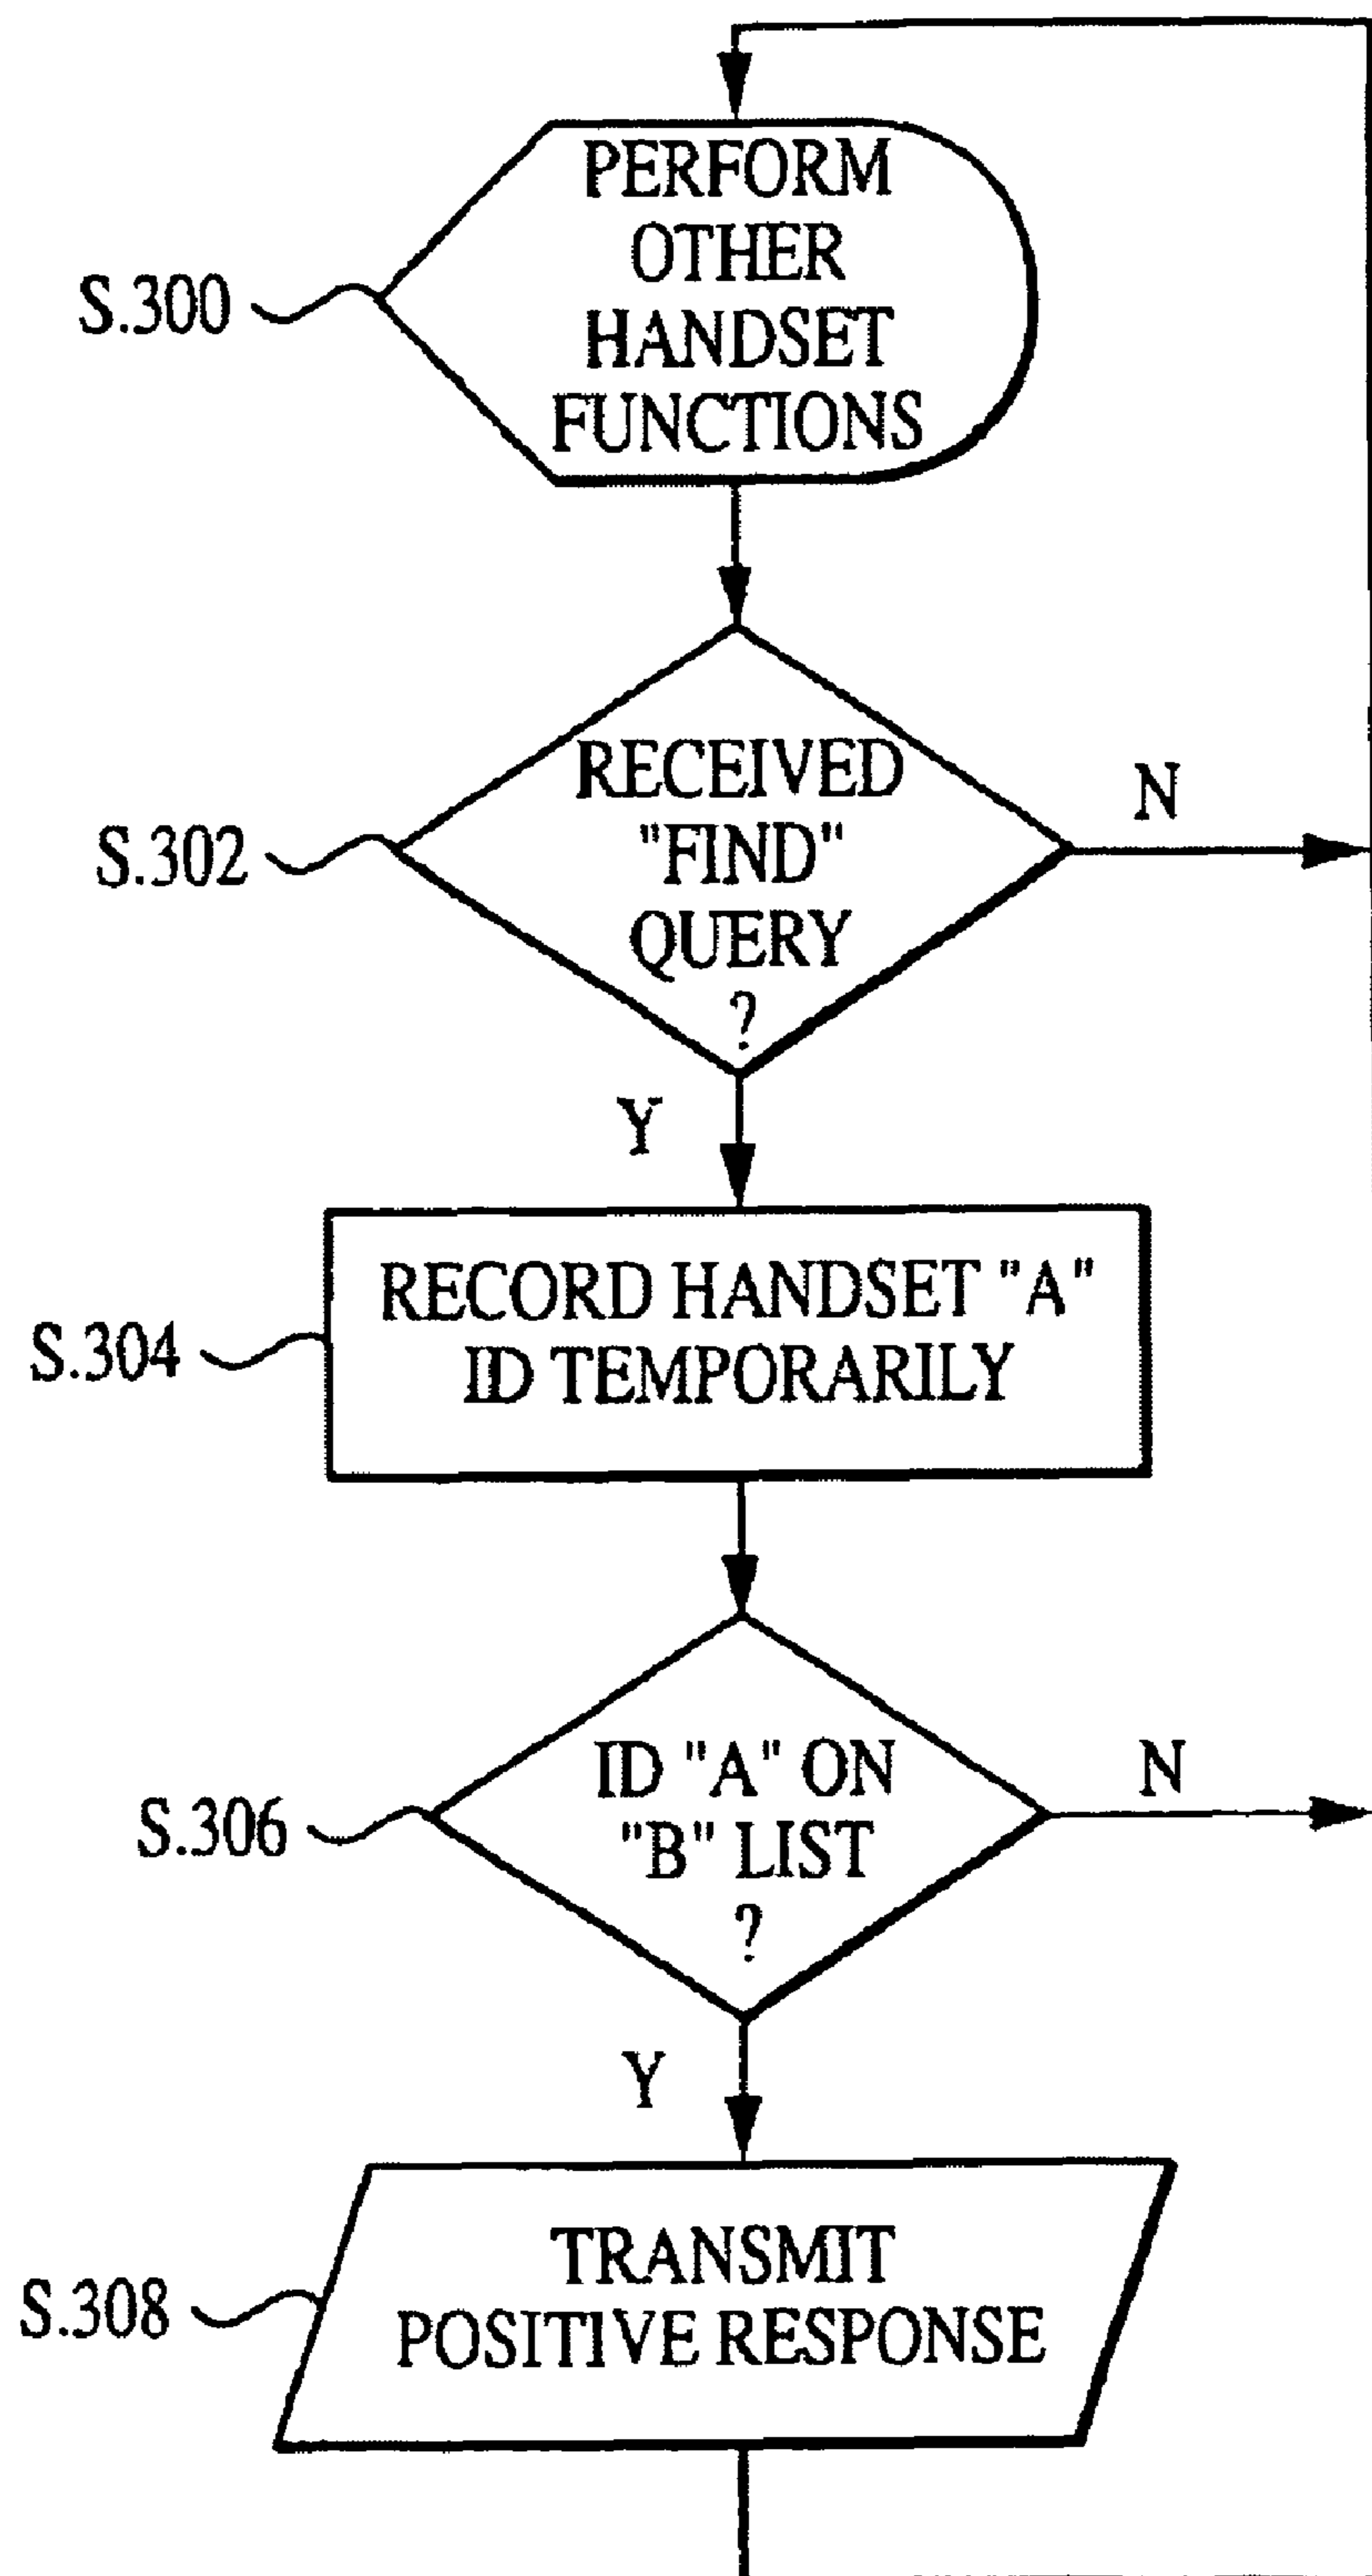 PERFORM
OTHER
HANDSET
FUNCTIONS
S.300
RECEIVED
"FIND"
QUERY
?
S.302
N
Y
RECORD HANDSET "A"
ID TEMPORARILY
S.304
ID "A" ON
"B" LIST
?
S.306
N
Y
TRANSMIT
POSITIVE RESPONSE
S.308